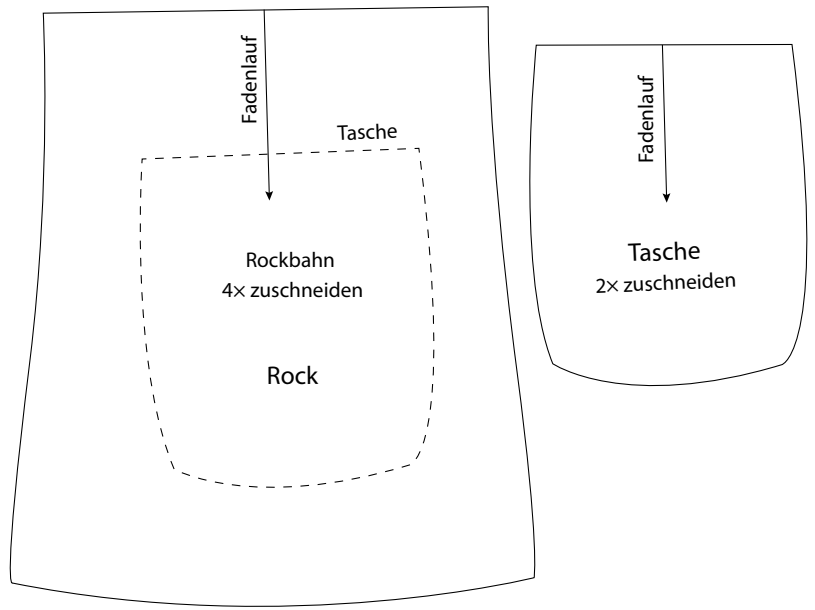 Fadenlauf
Tasche
Rockbahn
4× zuschneiden
Rock
Fadenlauf
Tasche
2× zuschneiden